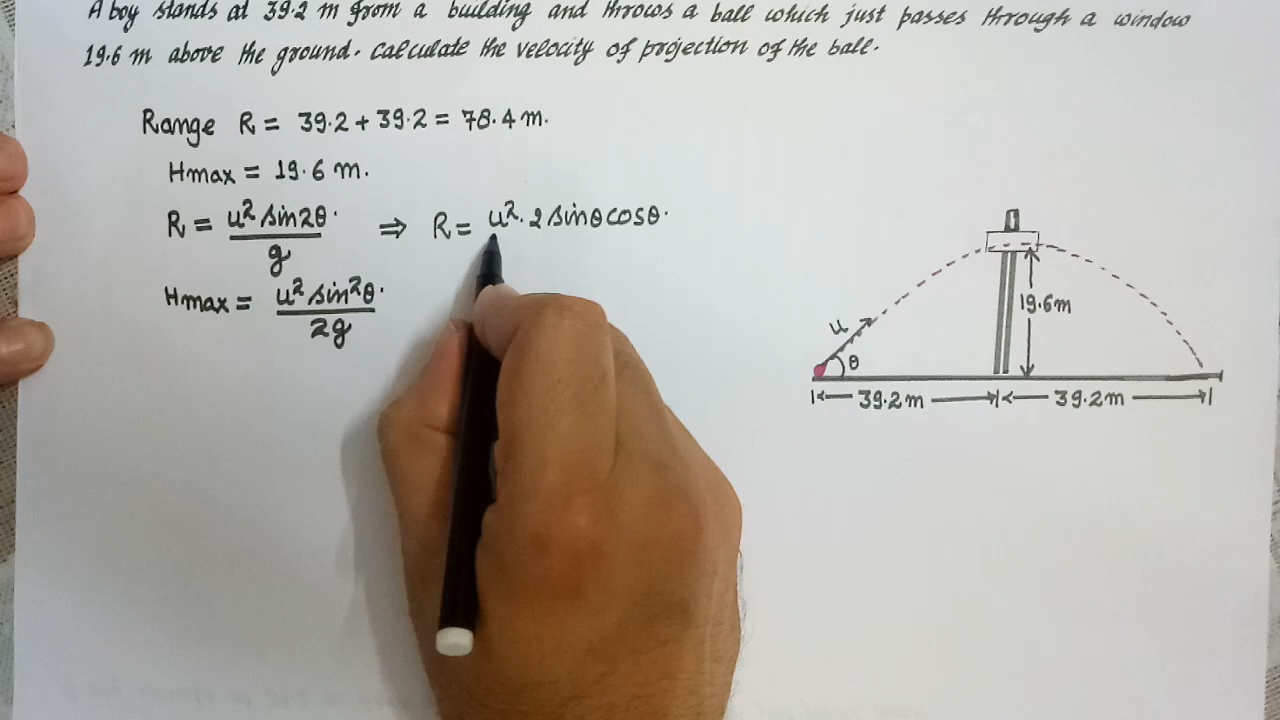 A boy stands at 39.2 m from a building and throws a ball which just passes through a window
19.6 m above the ground. Calculate the velocity of projection of the ball.
Range R = 39.2 + 39.2 = 78.4 m.
Hmax = 19.6 m.
R = u² sin2θ / g ⇒ R = u². 2 sinθ cosθ
Hmax = u² sin²θ / 2g
u
θ
19.6m
39.2m
39.2m